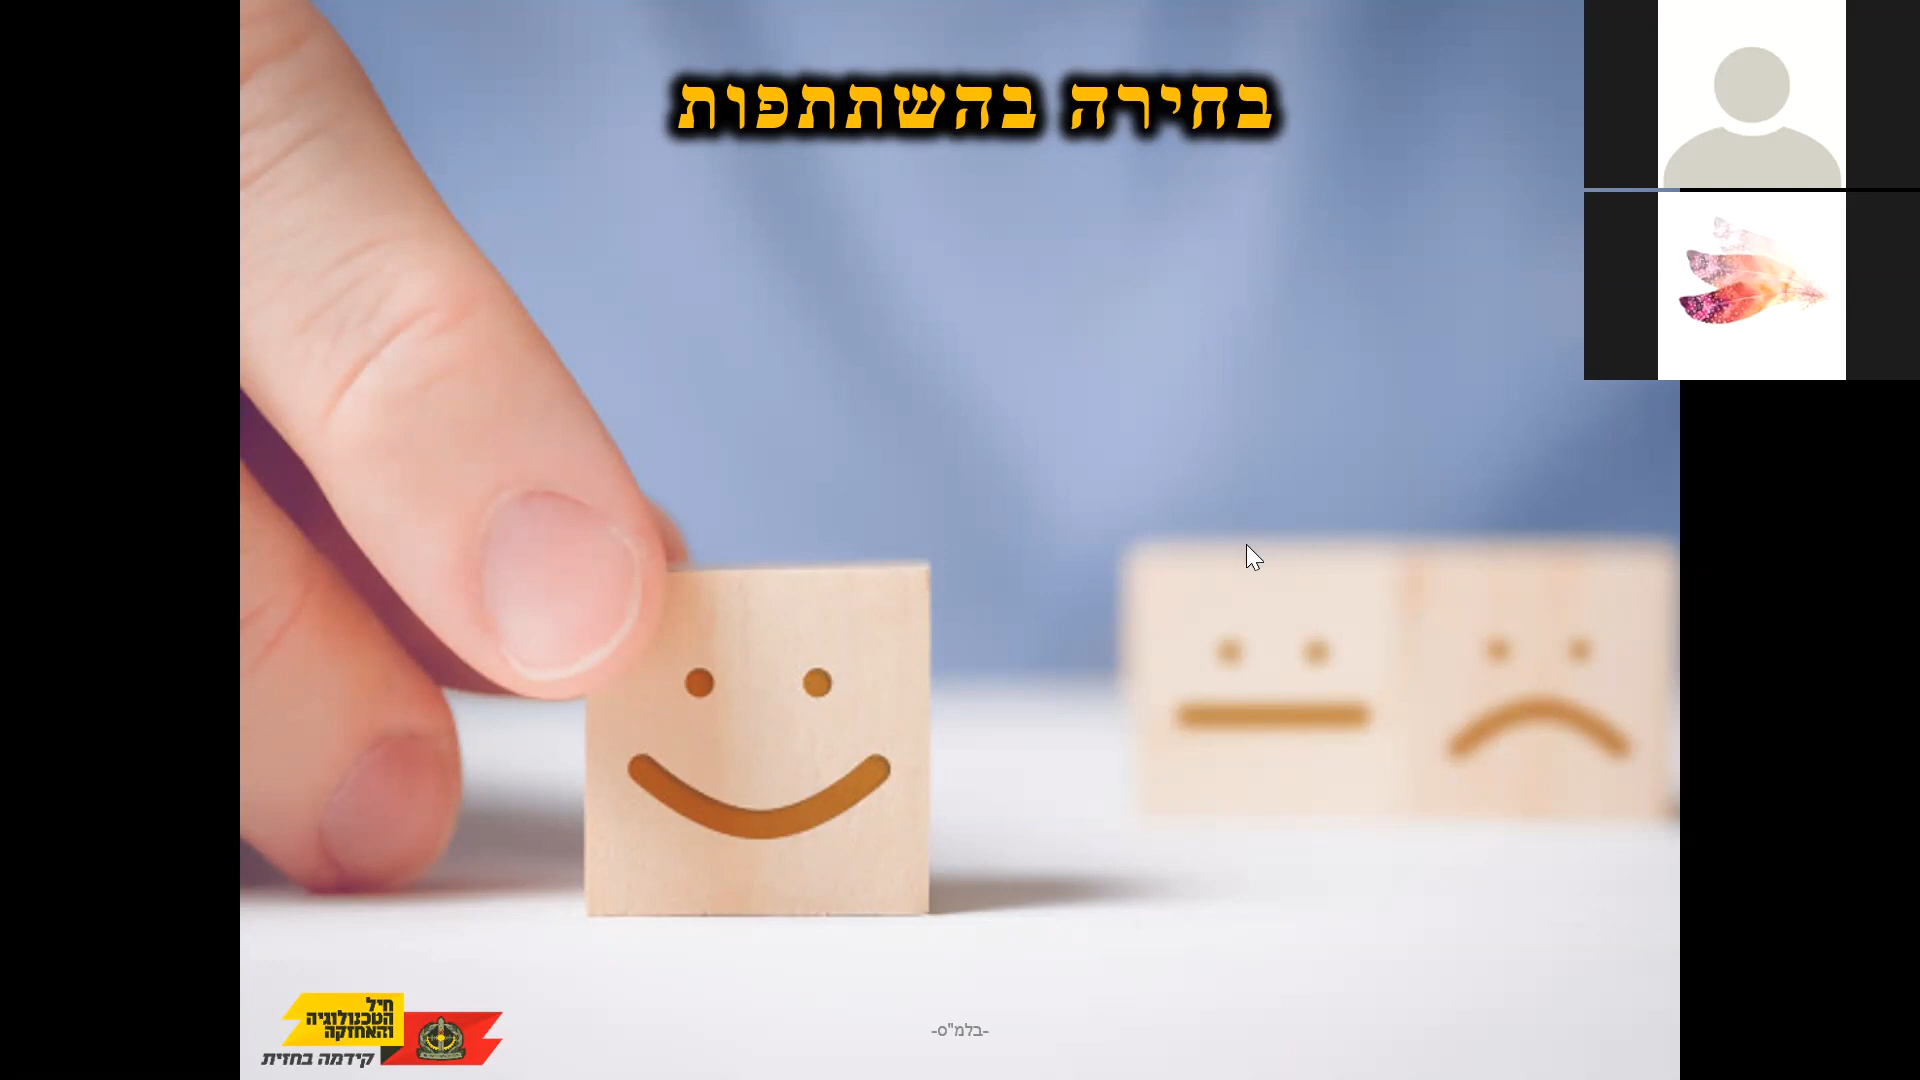 בחירה בהשתתפות
חיל
הטכנולוגיה
והאחזקה
קידמה בחזית
-בלמ"ס-